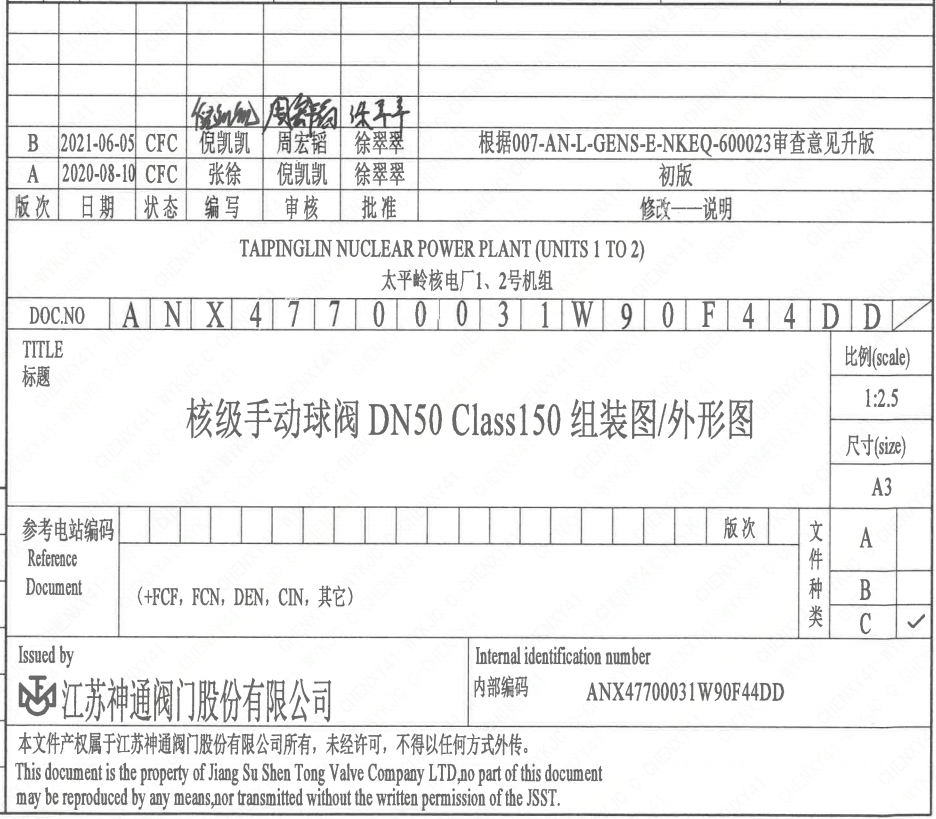 B 2021-06-05 CFC 倪凯凯 周宏韬 徐翠翠 根据007-AN-L-GENS-E-NKEQ-600023审查意见升版
A 2020-08-10 CFC 张徐 倪凯凯 徐翠翠 初版
版次 日期 状态 编写 审核 批准 修改——说明
TAIPINGLIN NUCLEAR POWER PLANT (UNITS 1 TO 2)
太平岭核电厂1、2号机组
DOC.NO A N X 4 7 7 0 0 0 3 1 W 9 0 F 4 4 D D
TITLE
标题
核级手动球阀 DN50 Class150 组装图/外形图
比例(scale)
1:2.5
尺寸(size)
A3
参考电站编码
Reference
Document
版次
(+FCF, FCN, DEN, CIN, 其它)
文件种类
A
B
C ✓
Issued by
江苏神通阀门股份有限公司
Internal identification number
内部编码 ANX47700031W90F44DD
本文件产权属于江苏神通阀门股份有限公司所有，未经许可，不得以任何方式外传。
This document is the property of Jiang Su Shen Tong Valve Company LTD,no part of this document
may be reproduced by any means,nor transmitted without the written permission of the JSST.